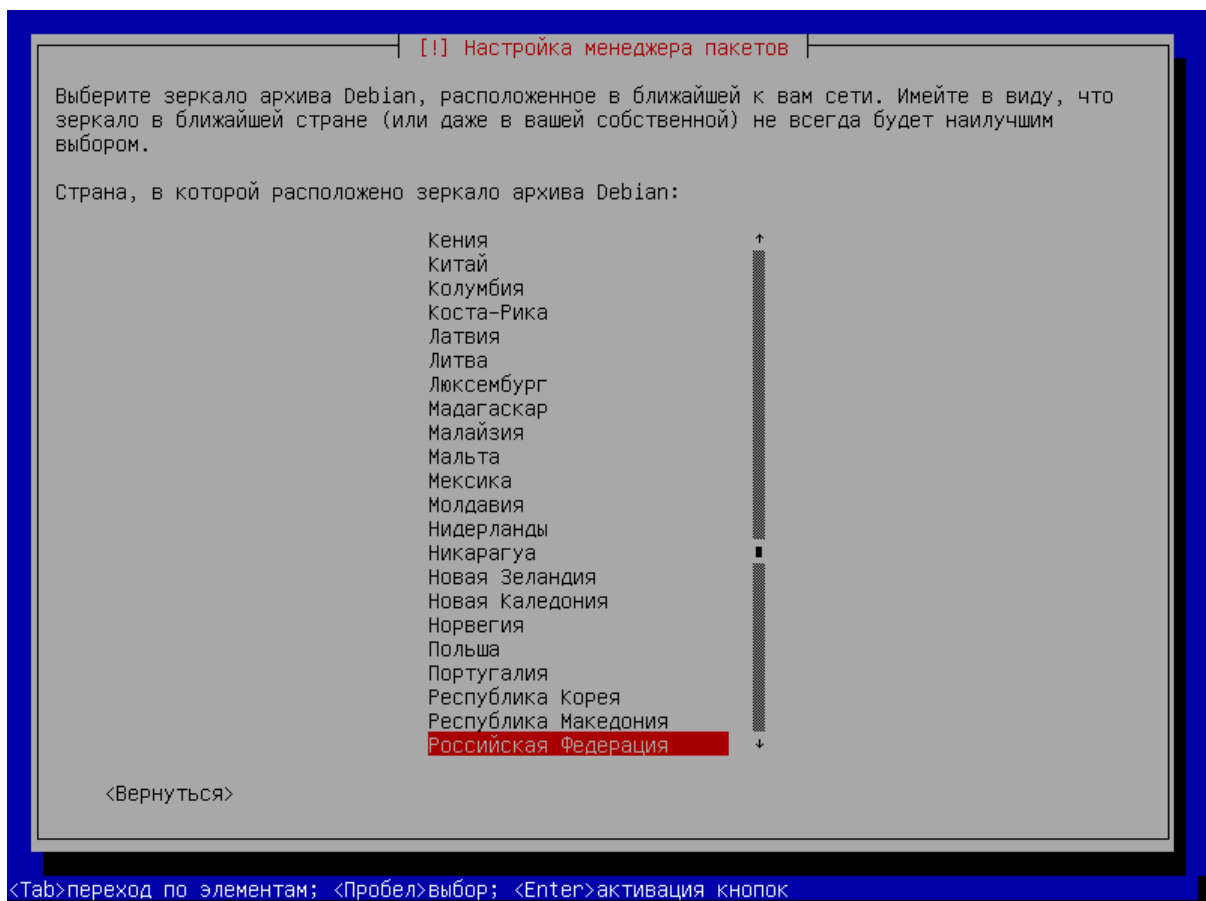 [!] Настройка менеджера пакетов
Выберите зеркало архива Debian, расположенное в ближайшей к вам сети. Имейте в виду, что
зеркало в ближайшей стране (или даже в вашей собственной) не всегда будет наилучшим
выбором.
Страна, в которой расположено зеркало архива Debian:
Кения
Китай
Колумбия
Коста-Рика
Латвия
Литва
Люксембург
Мадагаскар
Малайзия
Мальта
Мексика
Молдавия
Нидерланды
Никарагуа
Новая Зеландия
Новая Каледония
Норвегия
Польша
Португалия
Республика Корея
Республика Македония
Российская Федерация
<Вернуться>
<Tab>переход по элементам; <Пробел>выбор; <Enter>активация кнопок